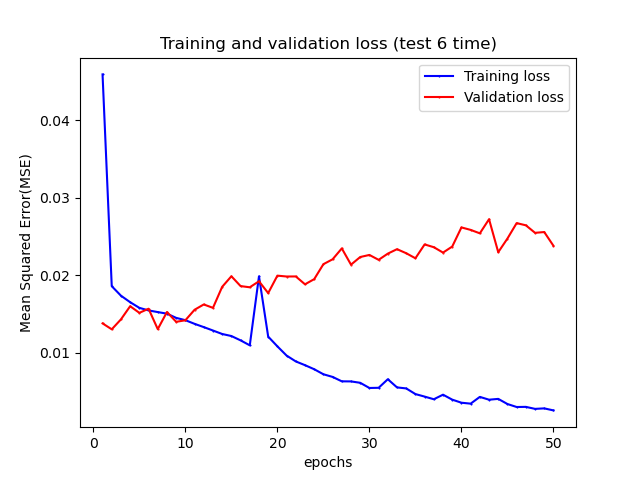 Training and validation loss (test 6 time)
Training loss
Validation loss
Mean Squared Error(MSE)
0.04
0.03
0.02
0.01
0 10 20 30 40 50
epochs